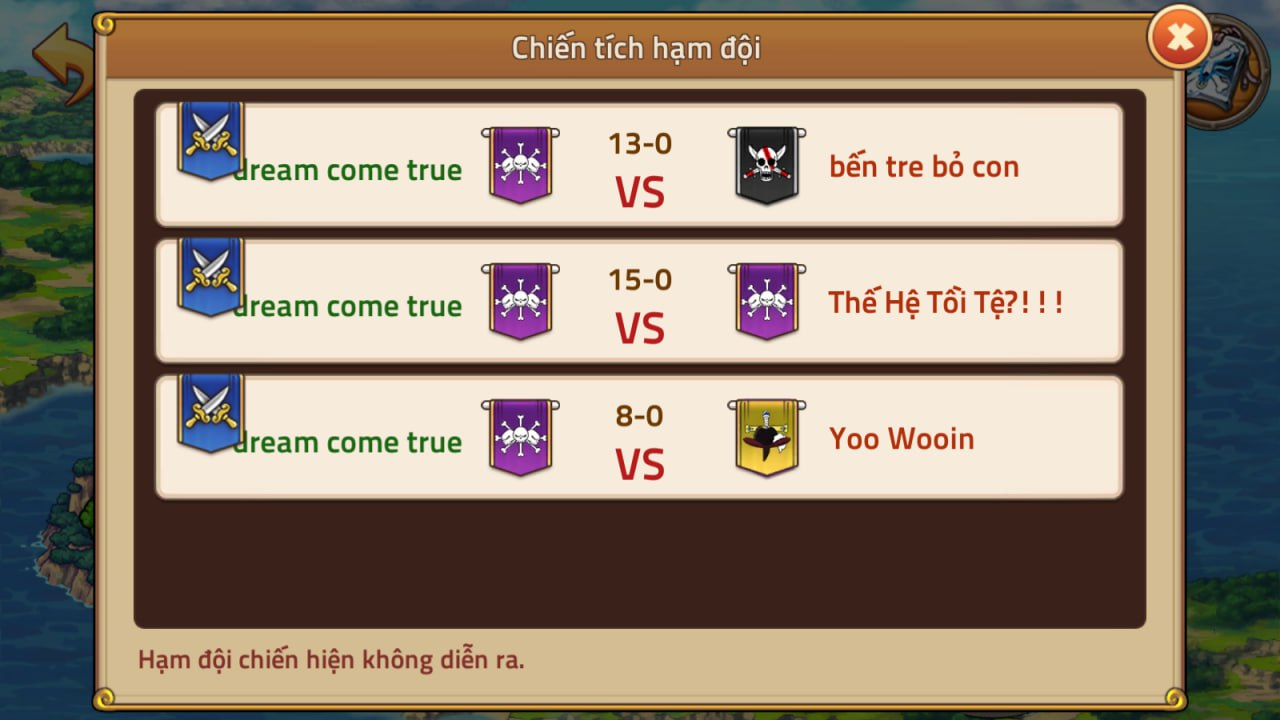 Chiến tích hạm đội
dream come true 13-0 VS bến tre bỏ con
dream come true 15-0 VS Thế Hệ Tồi Tệ?! ! !
dream come true 8-0 VS Yoo Wooin
Hạm đội chiến hiện không diễn ra.